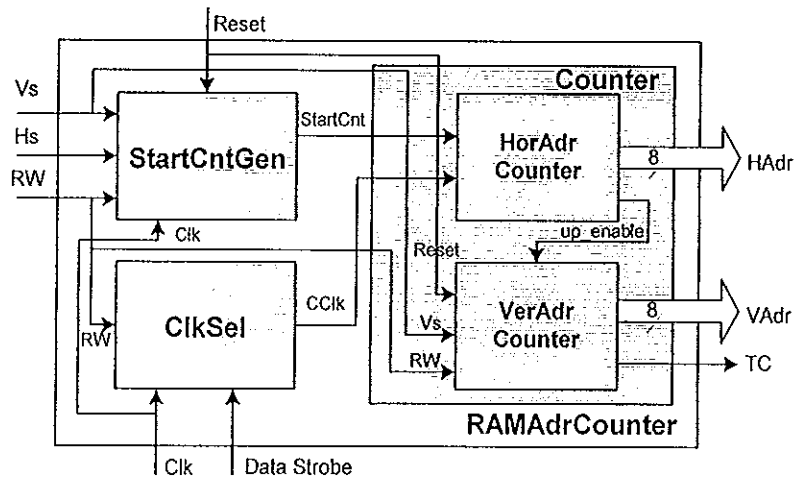 Reset
Counter
Vs
StartCnt
Hs
StartCntGen
HorAdr
Counter
8
HAdr
RW
Clk
up_enable
Reset
ClkSel
CClk
VerAdr
Counter
8
VAdr
RW
Vs
RW
TC
RAMAdrCounter
Clk
Data Strobe